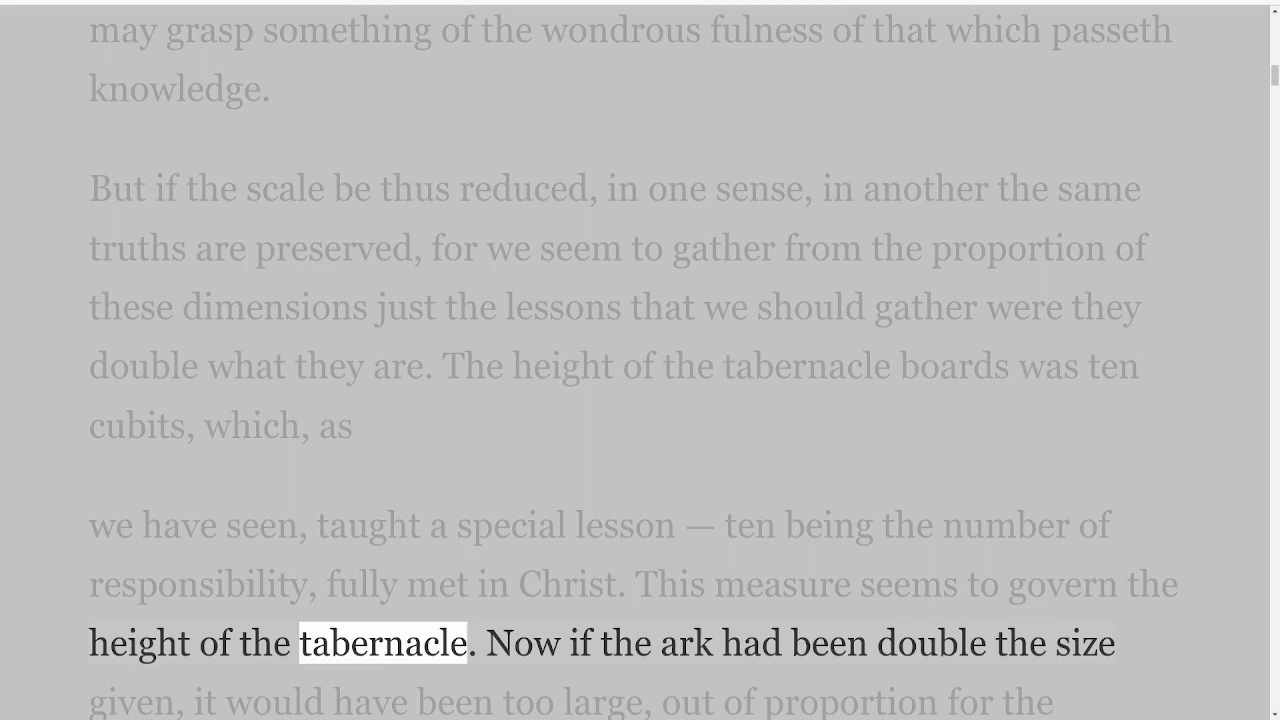 may grasp something of the wondrous fulness of that which passeth
knowledge.
But if the scale be thus reduced, in one sense, in another the same
truths are preserved, for we seem to gather from the proportion of
these dimensions just the lessons that we should gather were they
double what they are. The height of the tabernacle boards was ten
cubits, which, as
we have seen, taught a special lesson — ten being the number of
responsibility, fully met in Christ. This measure seems to govern the
height of the tabernacle. Now if the ark had been double the size
given, it would have been too large, out of proportion for the